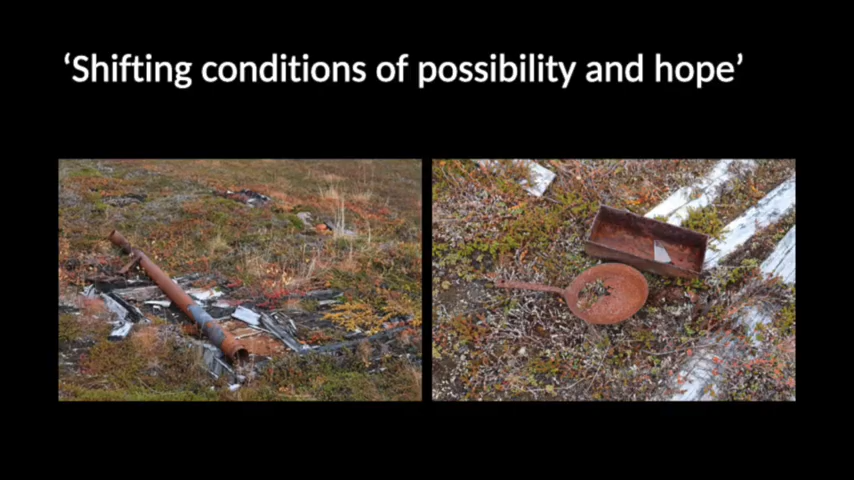 ‘Shifting conditions of possibility and hope’